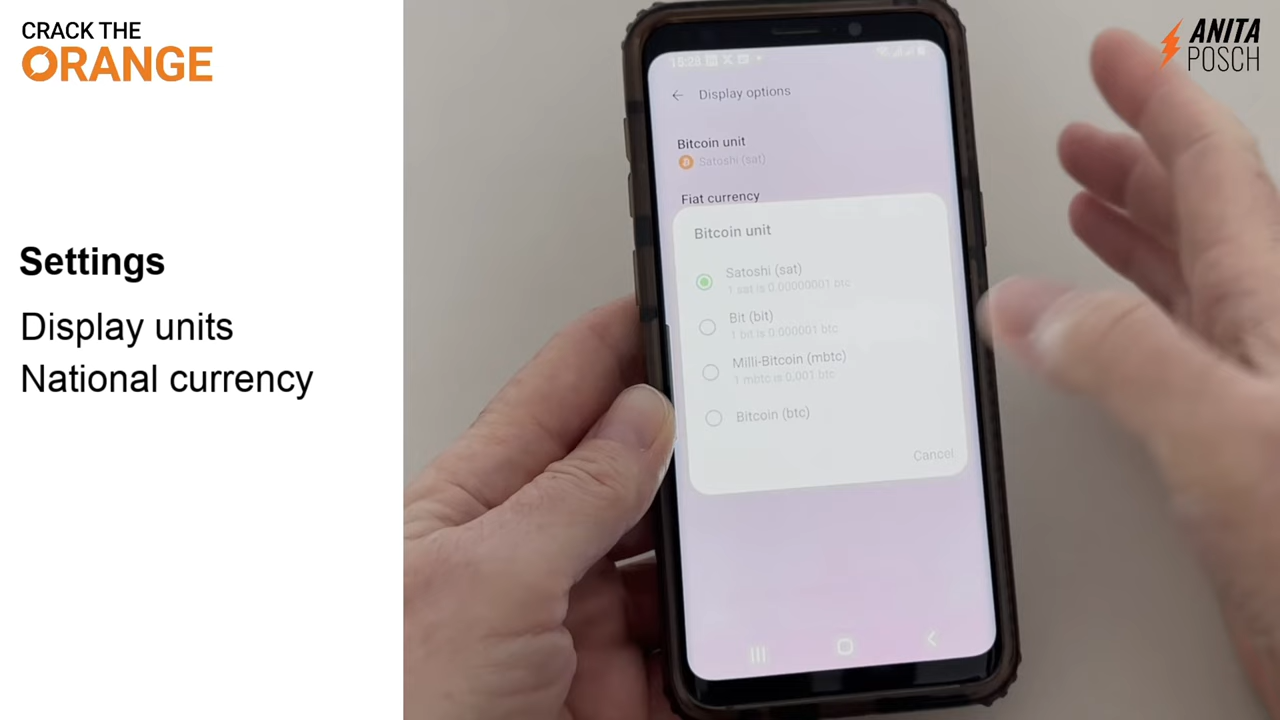 CRACK THE
ORANGE
ANITA
POSCH
Settings
Display units
National currency
15:28
Display options
Bitcoin unit
Satoshi (sat)
Fiat currency
Bitcoin unit
Satoshi (sat)
1 sat is 0.00000001 btc
Bit (bit)
1 bit is 0.000001 btc
Milli-Bitcoin (mbtc)
1 mbtc is 0.001 btc
Bitcoin (btc)
Cancel